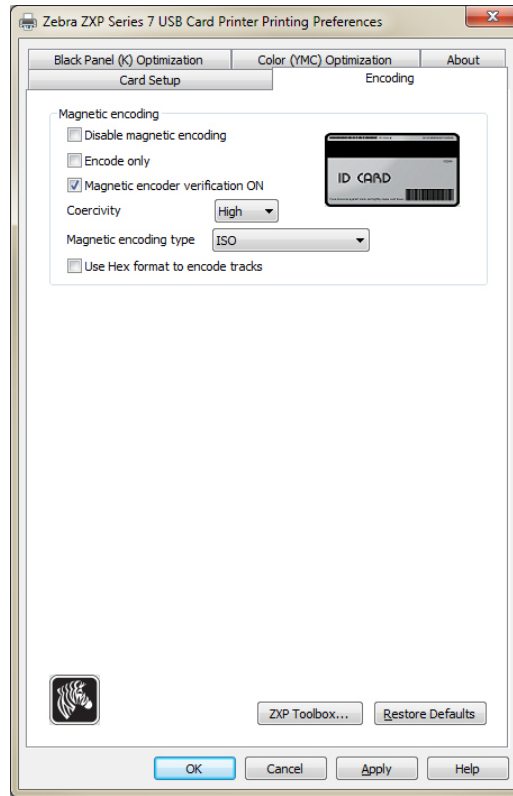 Zebra ZXP Series 7 USB Card Printer Printing Preferences
Black Panel (K) Optimization Color (YMC) Optimization About
Card Setup Encoding
Magnetic encoding
Disable magnetic encoding
Encode only
Magnetic encoder verification ON
ID CARD
Coercivity High
Magnetic encoding type ISO
Use Hex format to encode tracks
ZXP Toolbox... Restore Defaults
OK Cancel Apply Help